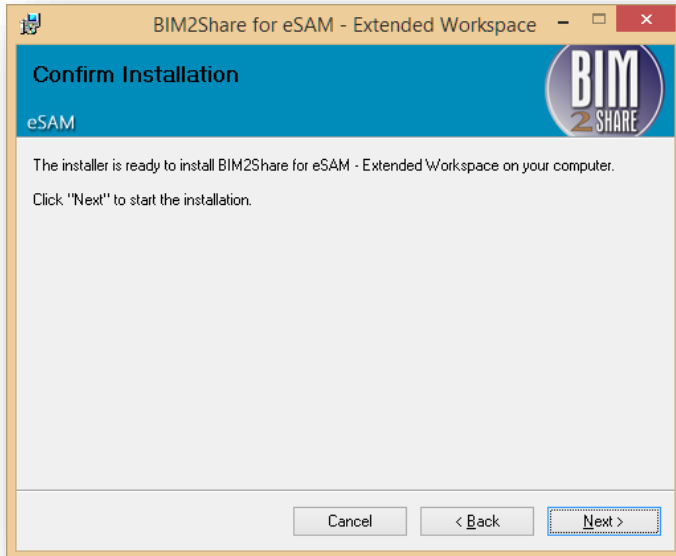 BIM2Share for eSAM - Extended Workspace
Confirm Installation
eSAM
BIM
2 SHARE
The installer is ready to install BIM2Share for eSAM - Extended Workspace on your computer.
Click "Next" to start the installation.
Cancel
< Back
Next >